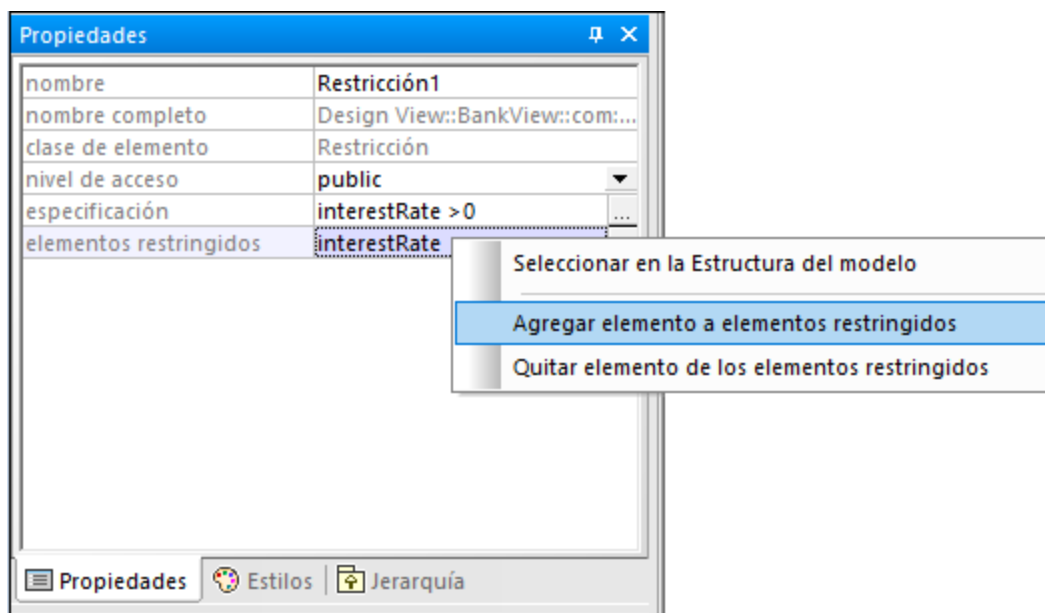 Propiedades
nombre Restricción1
nombre completo Design View::BankView::com:...
clase de elemento Restricción
nivel de acceso public
especificación interestRate >0 ...
elementos restringidos interestRate
Seleccionar en la Estructura del modelo
Agregar elemento a elementos restringidos
Quitar elemento de los elementos restringidos
Propiedades Estilos Jerarquía